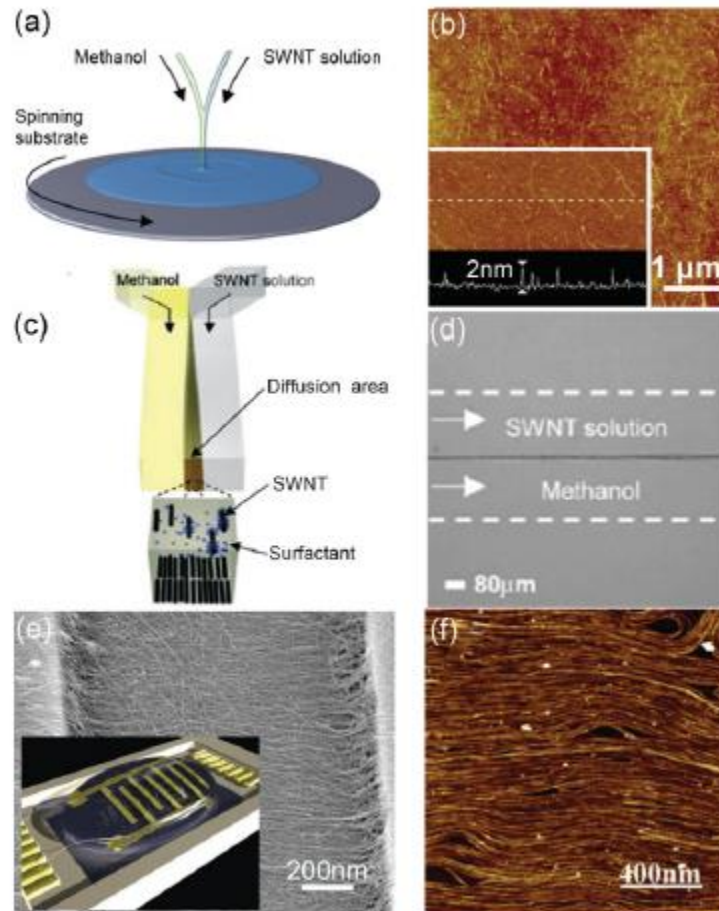 (a)
Methanol
SWNT solution
Spinning
substrate
(b)
2nm
1 μm
(c)
Methanol
SWNT solution
Diffusion area
SWNT
Surfactant
(d)
SWNT solution
Methanol
80μm
(e)
200nm
(f)
400nm